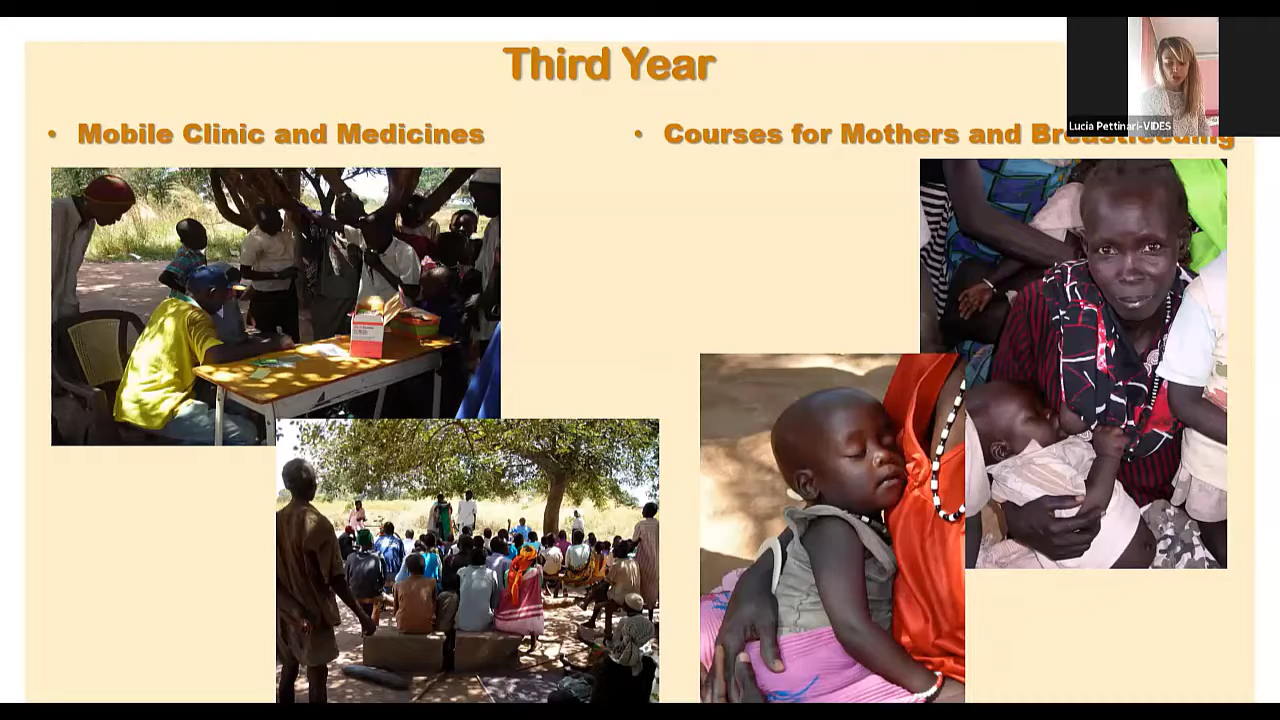 Third Year
• Mobile Clinic and Medicines
• Courses for Mothers and Breastfeeding
Lucia Pettinari-VIDES